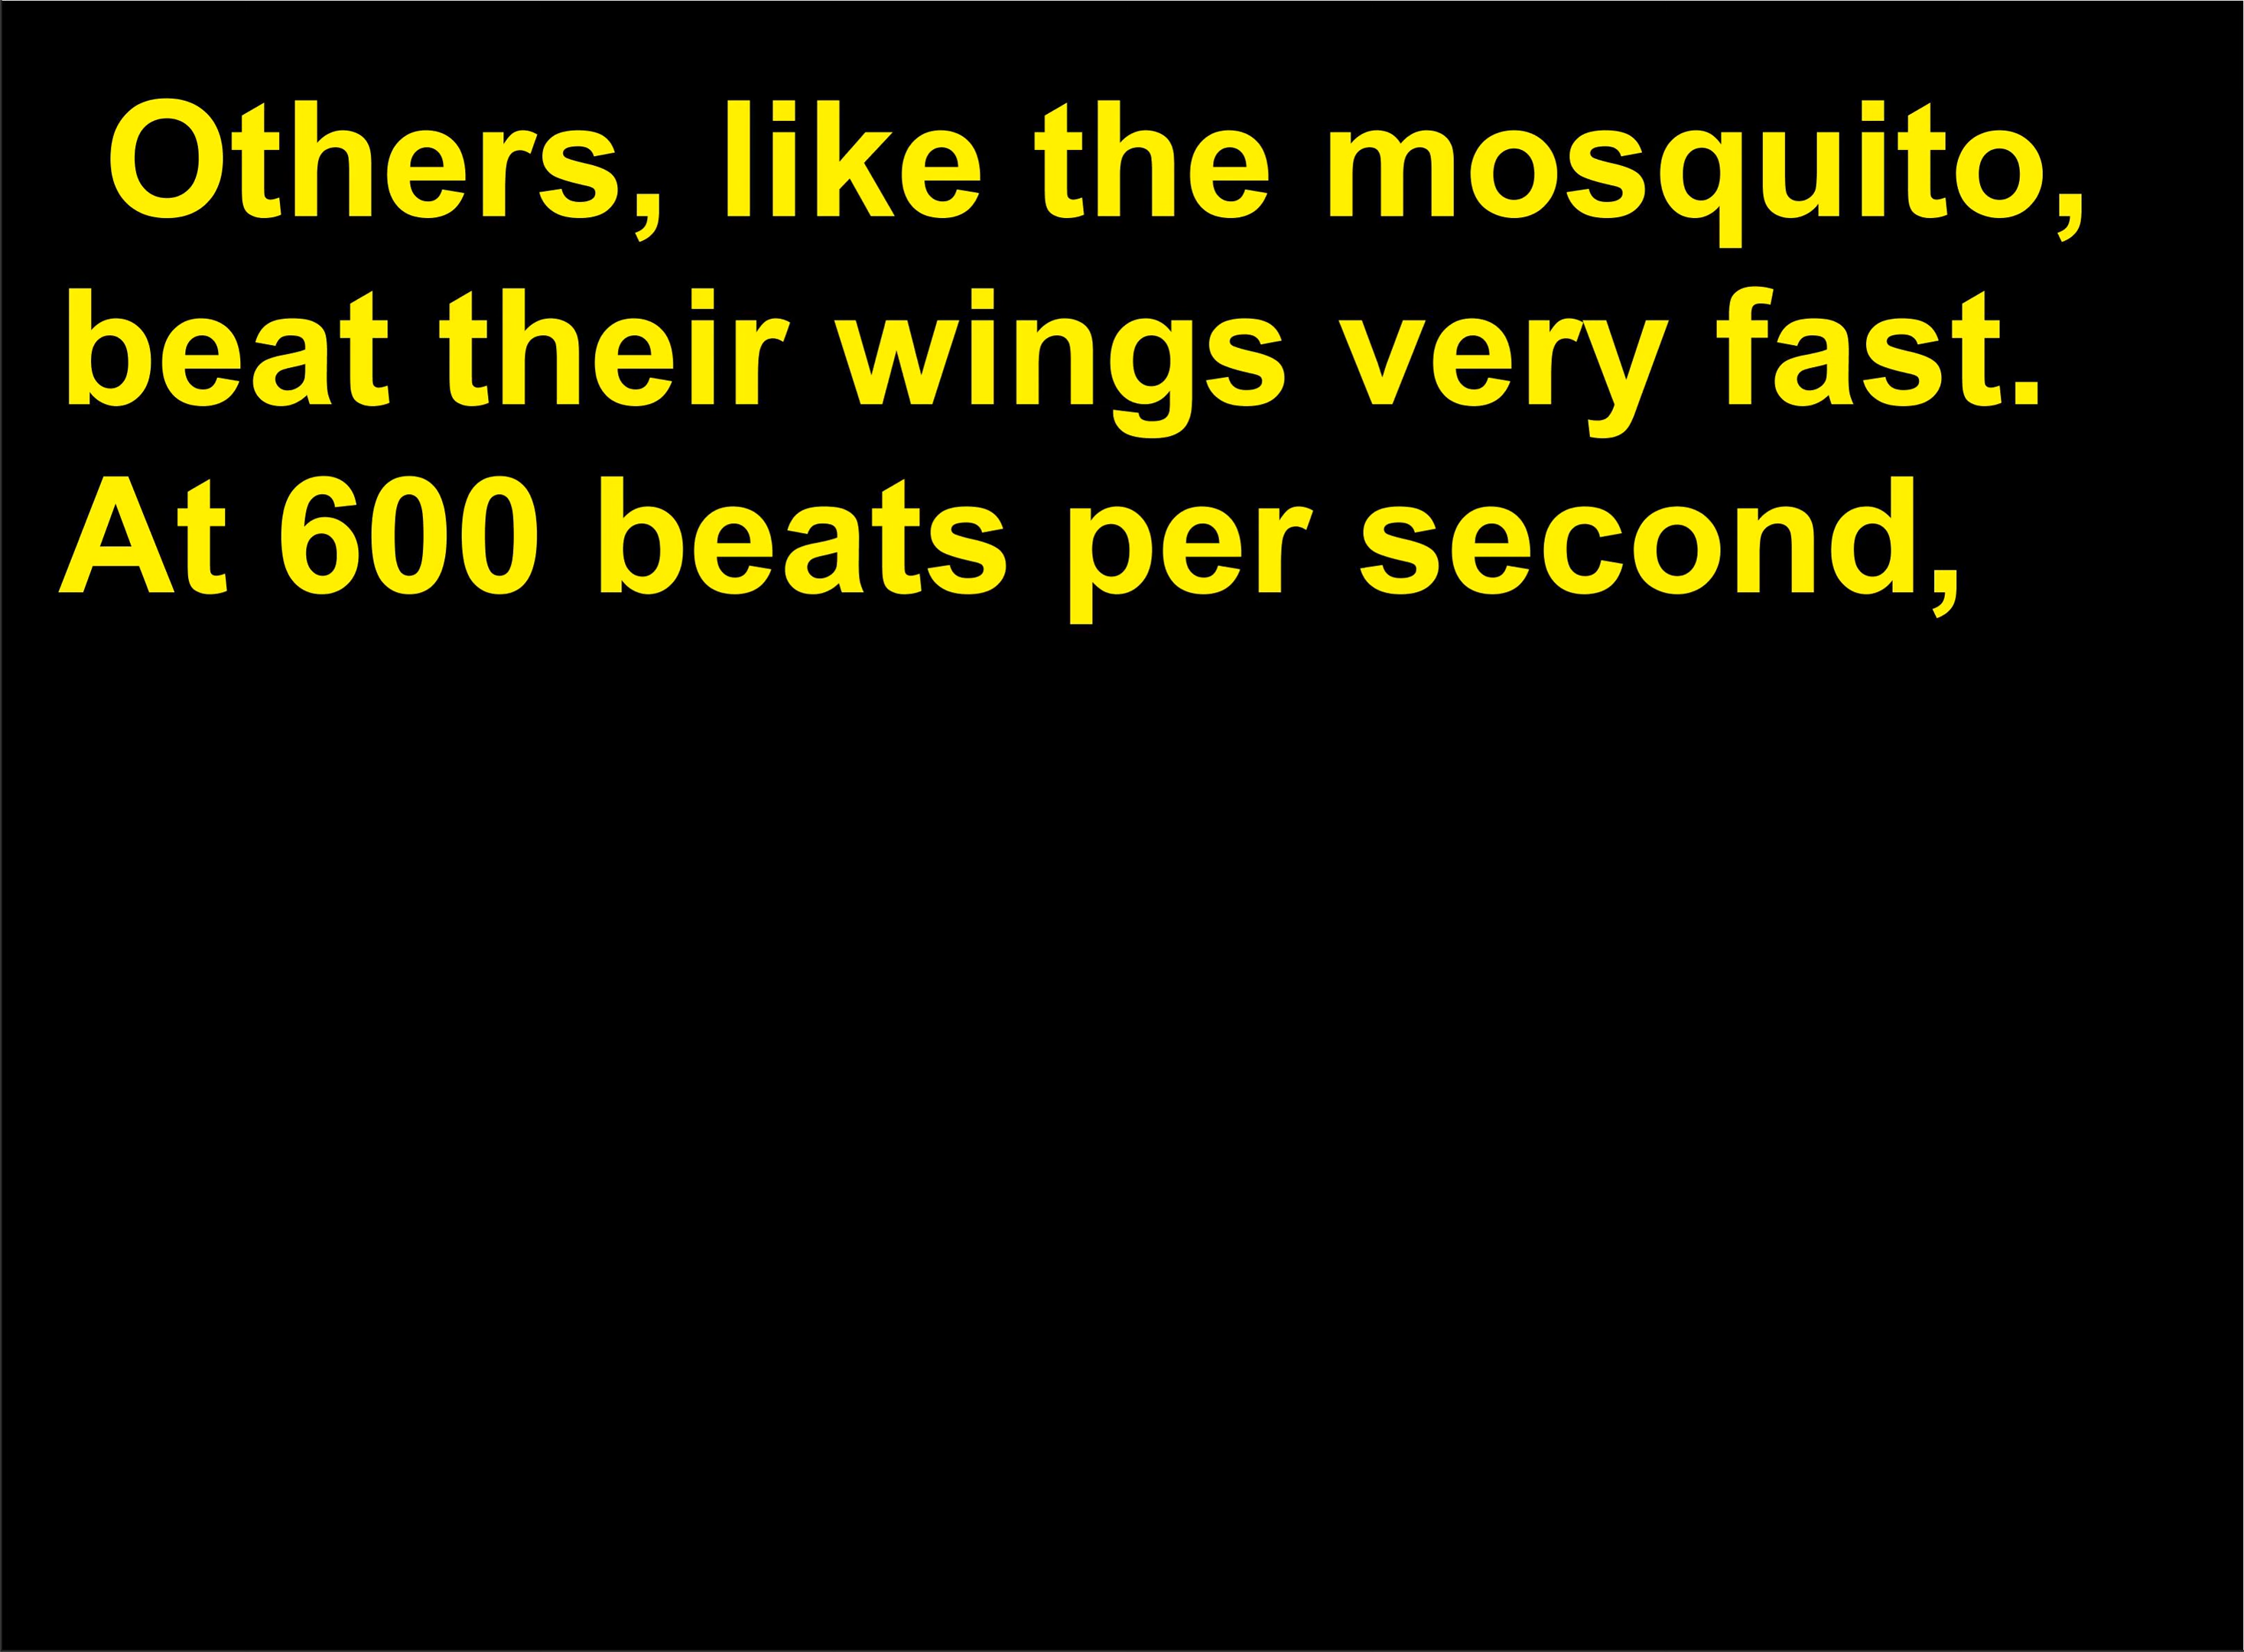 Others, like the mosquito,
beat their wings very fast.
At 600 beats per second,